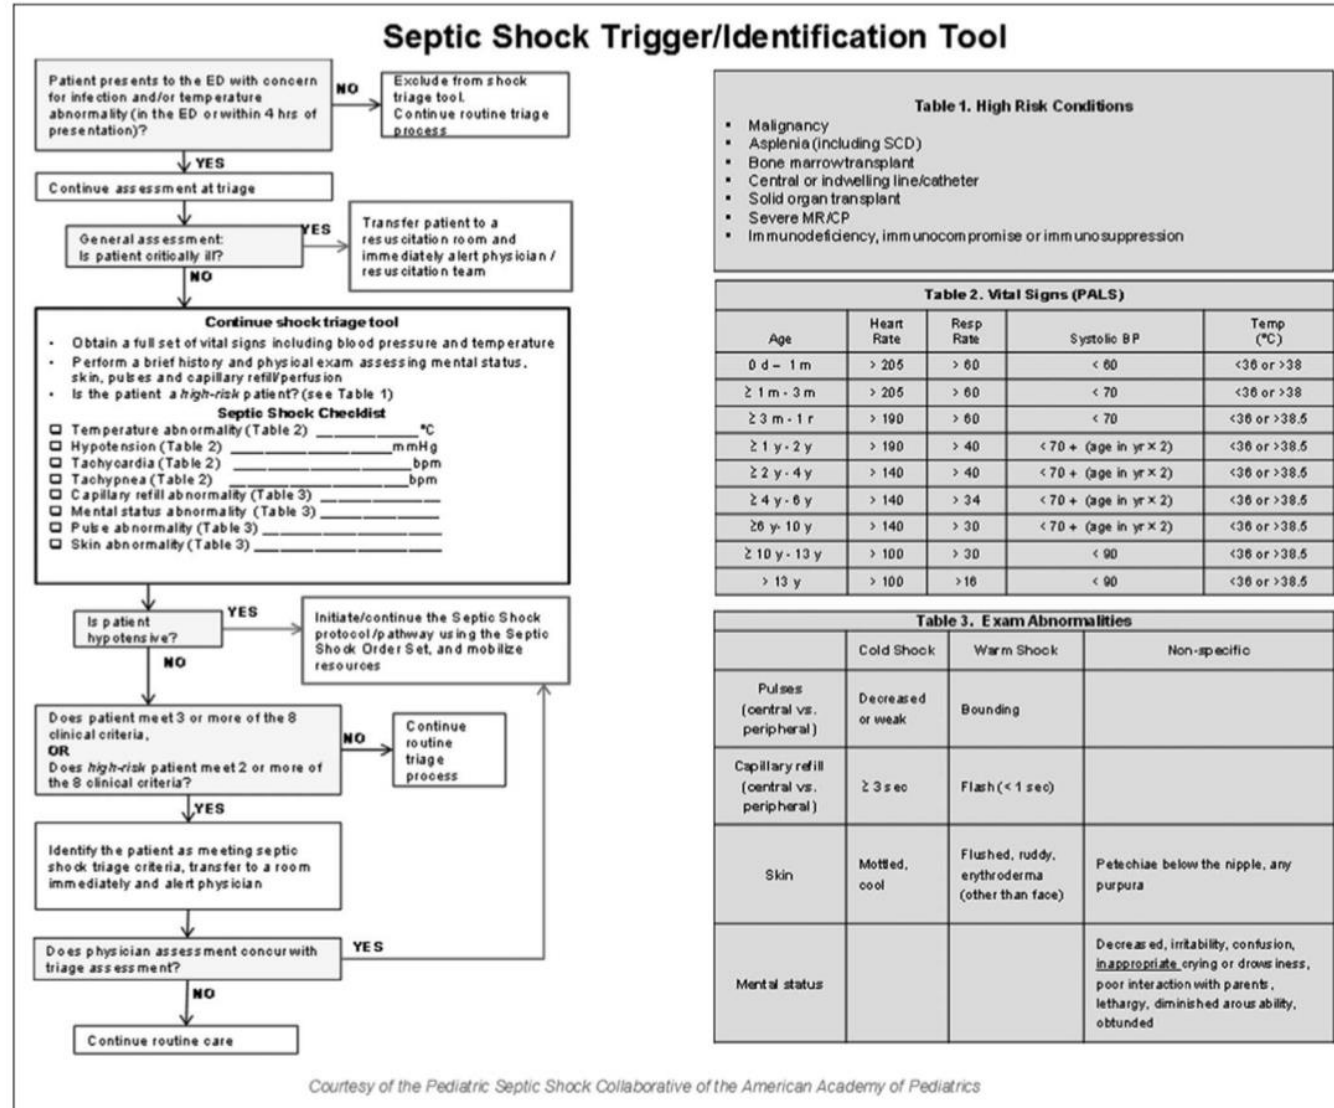 Septic Shock Trigger/Identification Tool
Patient presents to the ED with concern
for infection and/or temperature
abnormality (in the ED or within 4 hrs of
presentation)?
NO
Exclude from shock
triage tool.
Continue routine triage
process
YES
Continue assessment at triage
General assessment:
Is patient critically ill?
YES
Transfer patient to a
resuscitation room and
immediately alert physician /
resuscitation team
NO
Continue shock triage tool
• Obtain a full set of vital signs including blood pressure and temperature
• Perform a brief history and physical exam assessing mental status,
skin, pulses and capillary refill/perfusion
• Is the patient a high-risk patient? (see Table 1)
Septic Shock Checklist
❑ Temperature abnormality (Table 2) ____________°C
❑ Hypotension (Table 2) ____________mmHg
❑ Tachycardia (Table 2) ____________bpm
❑ Tachypnea (Table 2) ____________bpm
❑ Capillary refill abnormality (Table 3) ____________
❑ Mental status abnormality (Table 3) ____________
❑ Pulse abnormality (Table 3) ____________
❑ Skin abnormality (Table 3) ____________
Is patient
hypotensive?
YES
Initiate/continue the Septic Shock
protocol/pathway using the Septic
Shock Order Set, and mobilize
resources
NO
Does patient meet 3 or more of the 8
clinical criteria,
OR
Does high-risk patient meet 2 or more of
the 8 clinical criteria?
NO
Continue
routine
triage
process
YES
Identify the patient as meeting septic
shock triage criteria, transfer to a room
immediately and alert physician
Does physician assessment concur with
triage assessment?
YES
NO
Continue routine care
Table 1. High Risk Conditions
▪ Malignancy
▪ Asplenia (including SCD)
▪ Bone marrow transplant
▪ Central or indwelling line/catheter
▪ Solid organ transplant
▪ Severe MR/CP
▪ Immunodeficiency, immunocompromise or immunosuppression
Table 2. Vital Signs (PALS)
Age Heart Rate Resp Rate Systolic BP Temp (°C)
0 d – 1 m > 205 > 60 < 60 <36 or >38
≥ 1 m - 3 m > 205 > 60 < 70 <36 or >38
≥ 3 m - 1 r > 190 > 60 < 70 <36 or >38.5
≥ 1 y - 2 y > 190 > 40 < 70 + (age in yr × 2) <36 or >38.5
≥ 2 y - 4 y > 140 > 40 < 70 + (age in yr × 2) <36 or >38.5
≥ 4 y - 6 y > 140 > 34 < 70 + (age in yr × 2) <36 or >38.5
≥6 y- 10 y > 140 > 30 < 70 + (age in yr × 2) <36 or >38.5
≥ 10 y - 13 y > 100 > 30 < 90 <36 or >38.5
> 13 y > 100 >16 < 90 <36 or >38.5
Table 3. Exam Abnormalities
Cold Shock Warm Shock Non-specific
Pulses
(central vs.
peripheral)
Decreased
or weak
Bounding
Capillary refill
(central vs.
peripheral)
≥ 3 sec
Flash (< 1 sec)
Skin
Mottled,
cool
Flushed, ruddy,
erythroderma
(other than face)
Petechiae below the nipple, any
purpura
Mental status
Decreased, irritability, confusion,
inappropriate crying or drowsiness,
poor interaction with parents,
lethargy, diminished arousability,
obtunded
Courtesy of the Pediatric Septic Shock Collaborative of the American Academy of Pediatrics